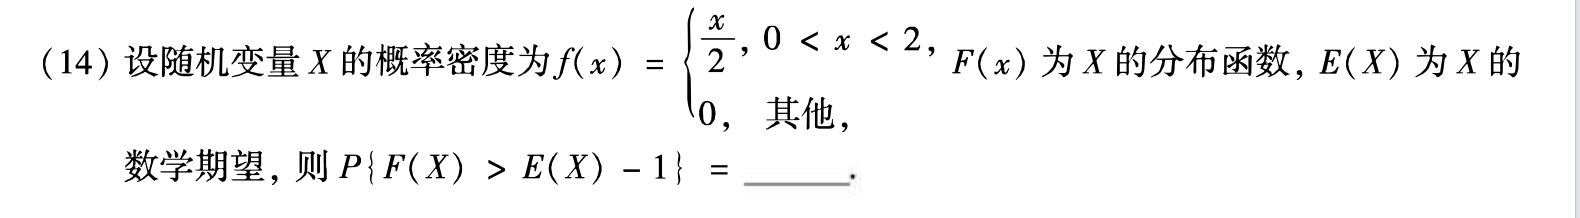 (14) 设随机变量 X 的概率密度为 f(x) = { x/2, 0 < x < 2, 0, 其他, F(x) 为 X 的分布函数, E(X) 为 X 的
数学期望, 则 P{F(X) > E(X) - 1} = ______.